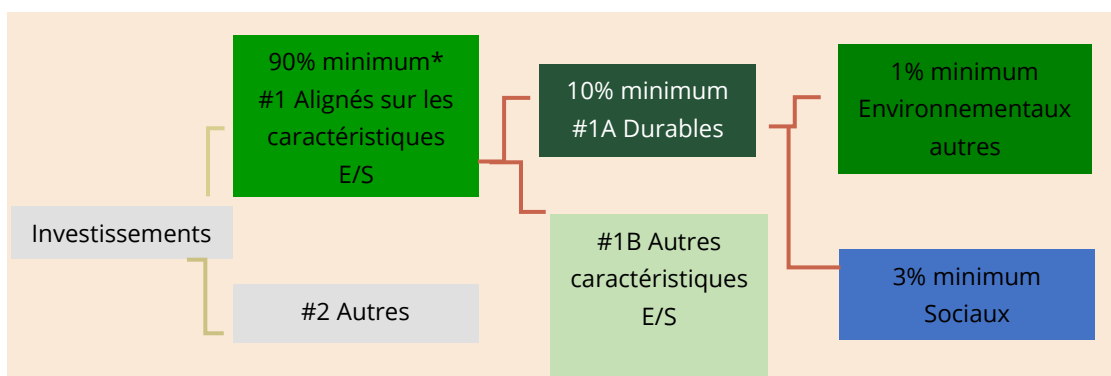 Investissements
90% minimum*
#1 Alignés sur les
caractéristiques
E/S
#2 Autres
10% minimum
#1A Durables
#1B Autres
caractéristiques
E/S
1% minimum
Environnementaux
autres
3% minimum
Sociaux